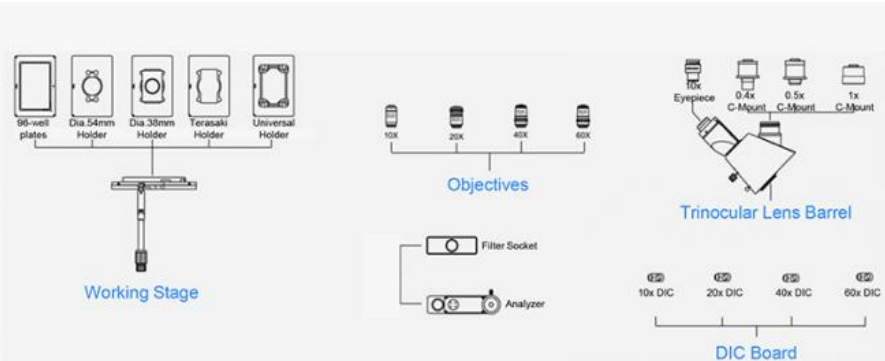 96-well
plates
Dia.54mm
Holder
Dia.38mm
Holder
Terasaki
Holder
Universal
Holder
Working Stage
10X
20X
40X
60X
Objectives
Filter Socket
Analyzer
10x
Eyepiece
0.4x
C-Mount
0.5x
C-Mount
1x
C-Mount
Trinocular Lens Barrel
10x DIC
20x DIC
40x DIC
60x DIC
DIC Board